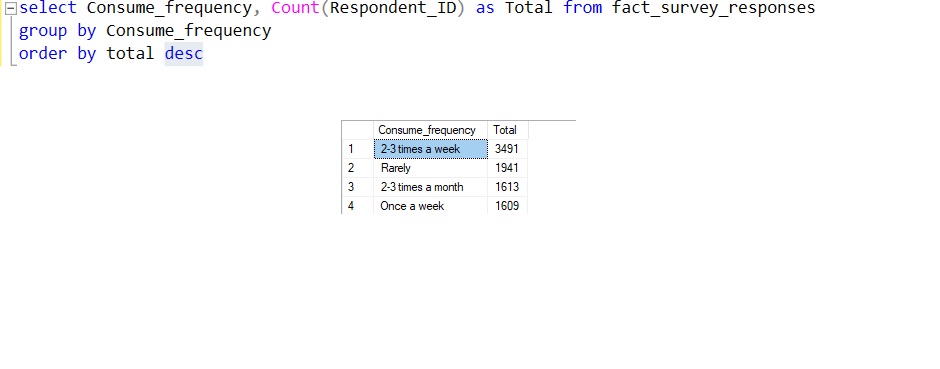 select Consume_frequency, Count(Respondent_ID) as Total from fact_survey_responses
group by Consume_frequency
order by total desc
Consume_frequency Total
1 2-3 times a week 3491
2 Rarely 1941
3 2-3 times a month 1613
4 Once a week 1609